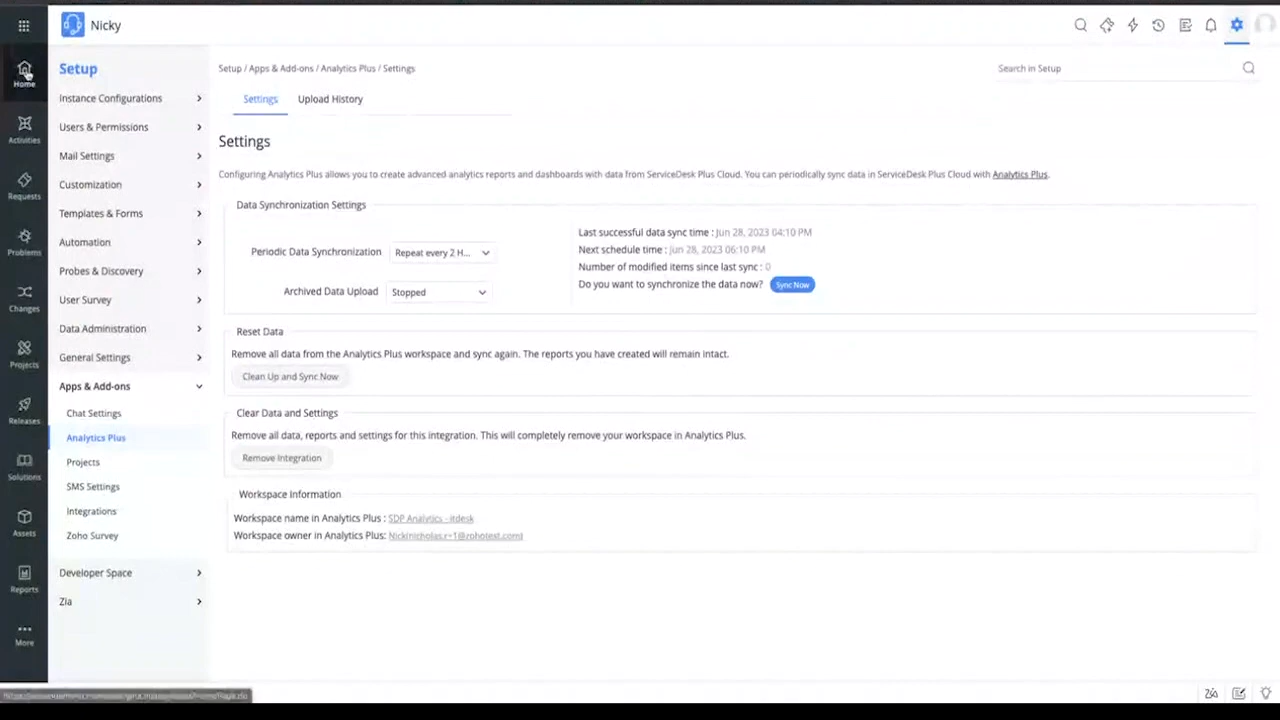 Nicky
Home
Activities
Requests
Problems
Changes
Projects
Releases
Solutions
Assets
Reports
More
Setup
Instance Configurations
Users & Permissions
Mail Settings
Customization
Templates & Forms
Automation
Probes & Discovery
User Survey
Data Administration
General Settings
Apps & Add-ons
Chat Settings
Analytics Plus
Projects
SMS Settings
Integrations
Zoho Survey
Developer Space
Zia
Setup / Apps & Add-ons / Analytics Plus / Settings
Search in Setup
Settings Upload History
Settings
Configuring Analytics Plus allows you to create advanced analytics reports and dashboards with data from ServiceDesk Plus Cloud. You can periodically sync data in ServiceDesk Plus Cloud with Analytics Plus.
Data Synchronization Settings
Periodic Data Synchronization Repeat every 2 H...
Archived Data Upload Stopped
Last successful data sync time : Jun 28, 2023 04:10 PM
Next schedule time : Jun 28, 2023 06:10 PM
Number of modified items since last sync : 0
Do you want to synchronize the data now? Sync Now
Reset Data
Remove all data from the Analytics Plus workspace and sync again. The reports you have created will remain intact.
Clean Up and Sync Now
Clear Data and Settings
Remove all data, reports and settings for this integration. This will completely remove your workspace in Analytics Plus.
Remove Integration
Workspace Information
Workspace name in Analytics Plus : SDP Analytics - itdesk
Workspace owner in Analytics Plus: